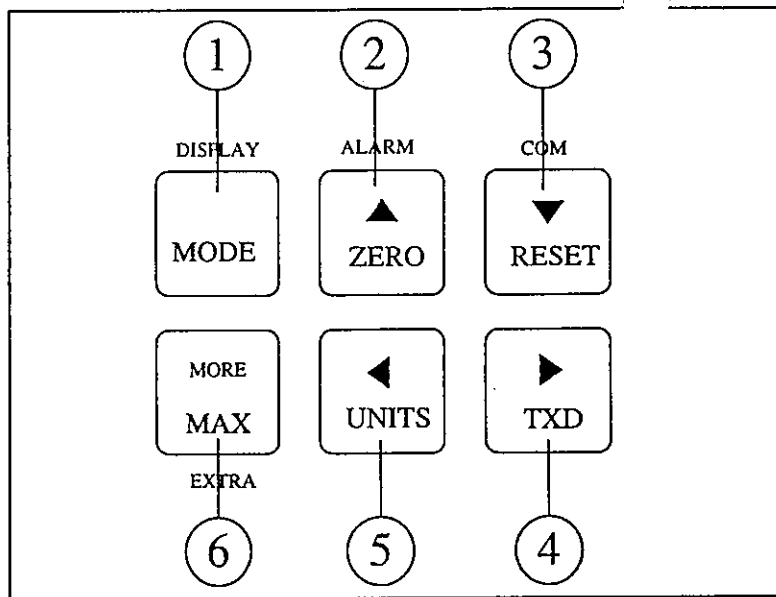 1 2 3
DISPLAY ALARM COM
MODE ▲ ZERO ▼ RESET
MORE MAX ◀ UNITS ▶ TXD
EXTRA
6 5 4